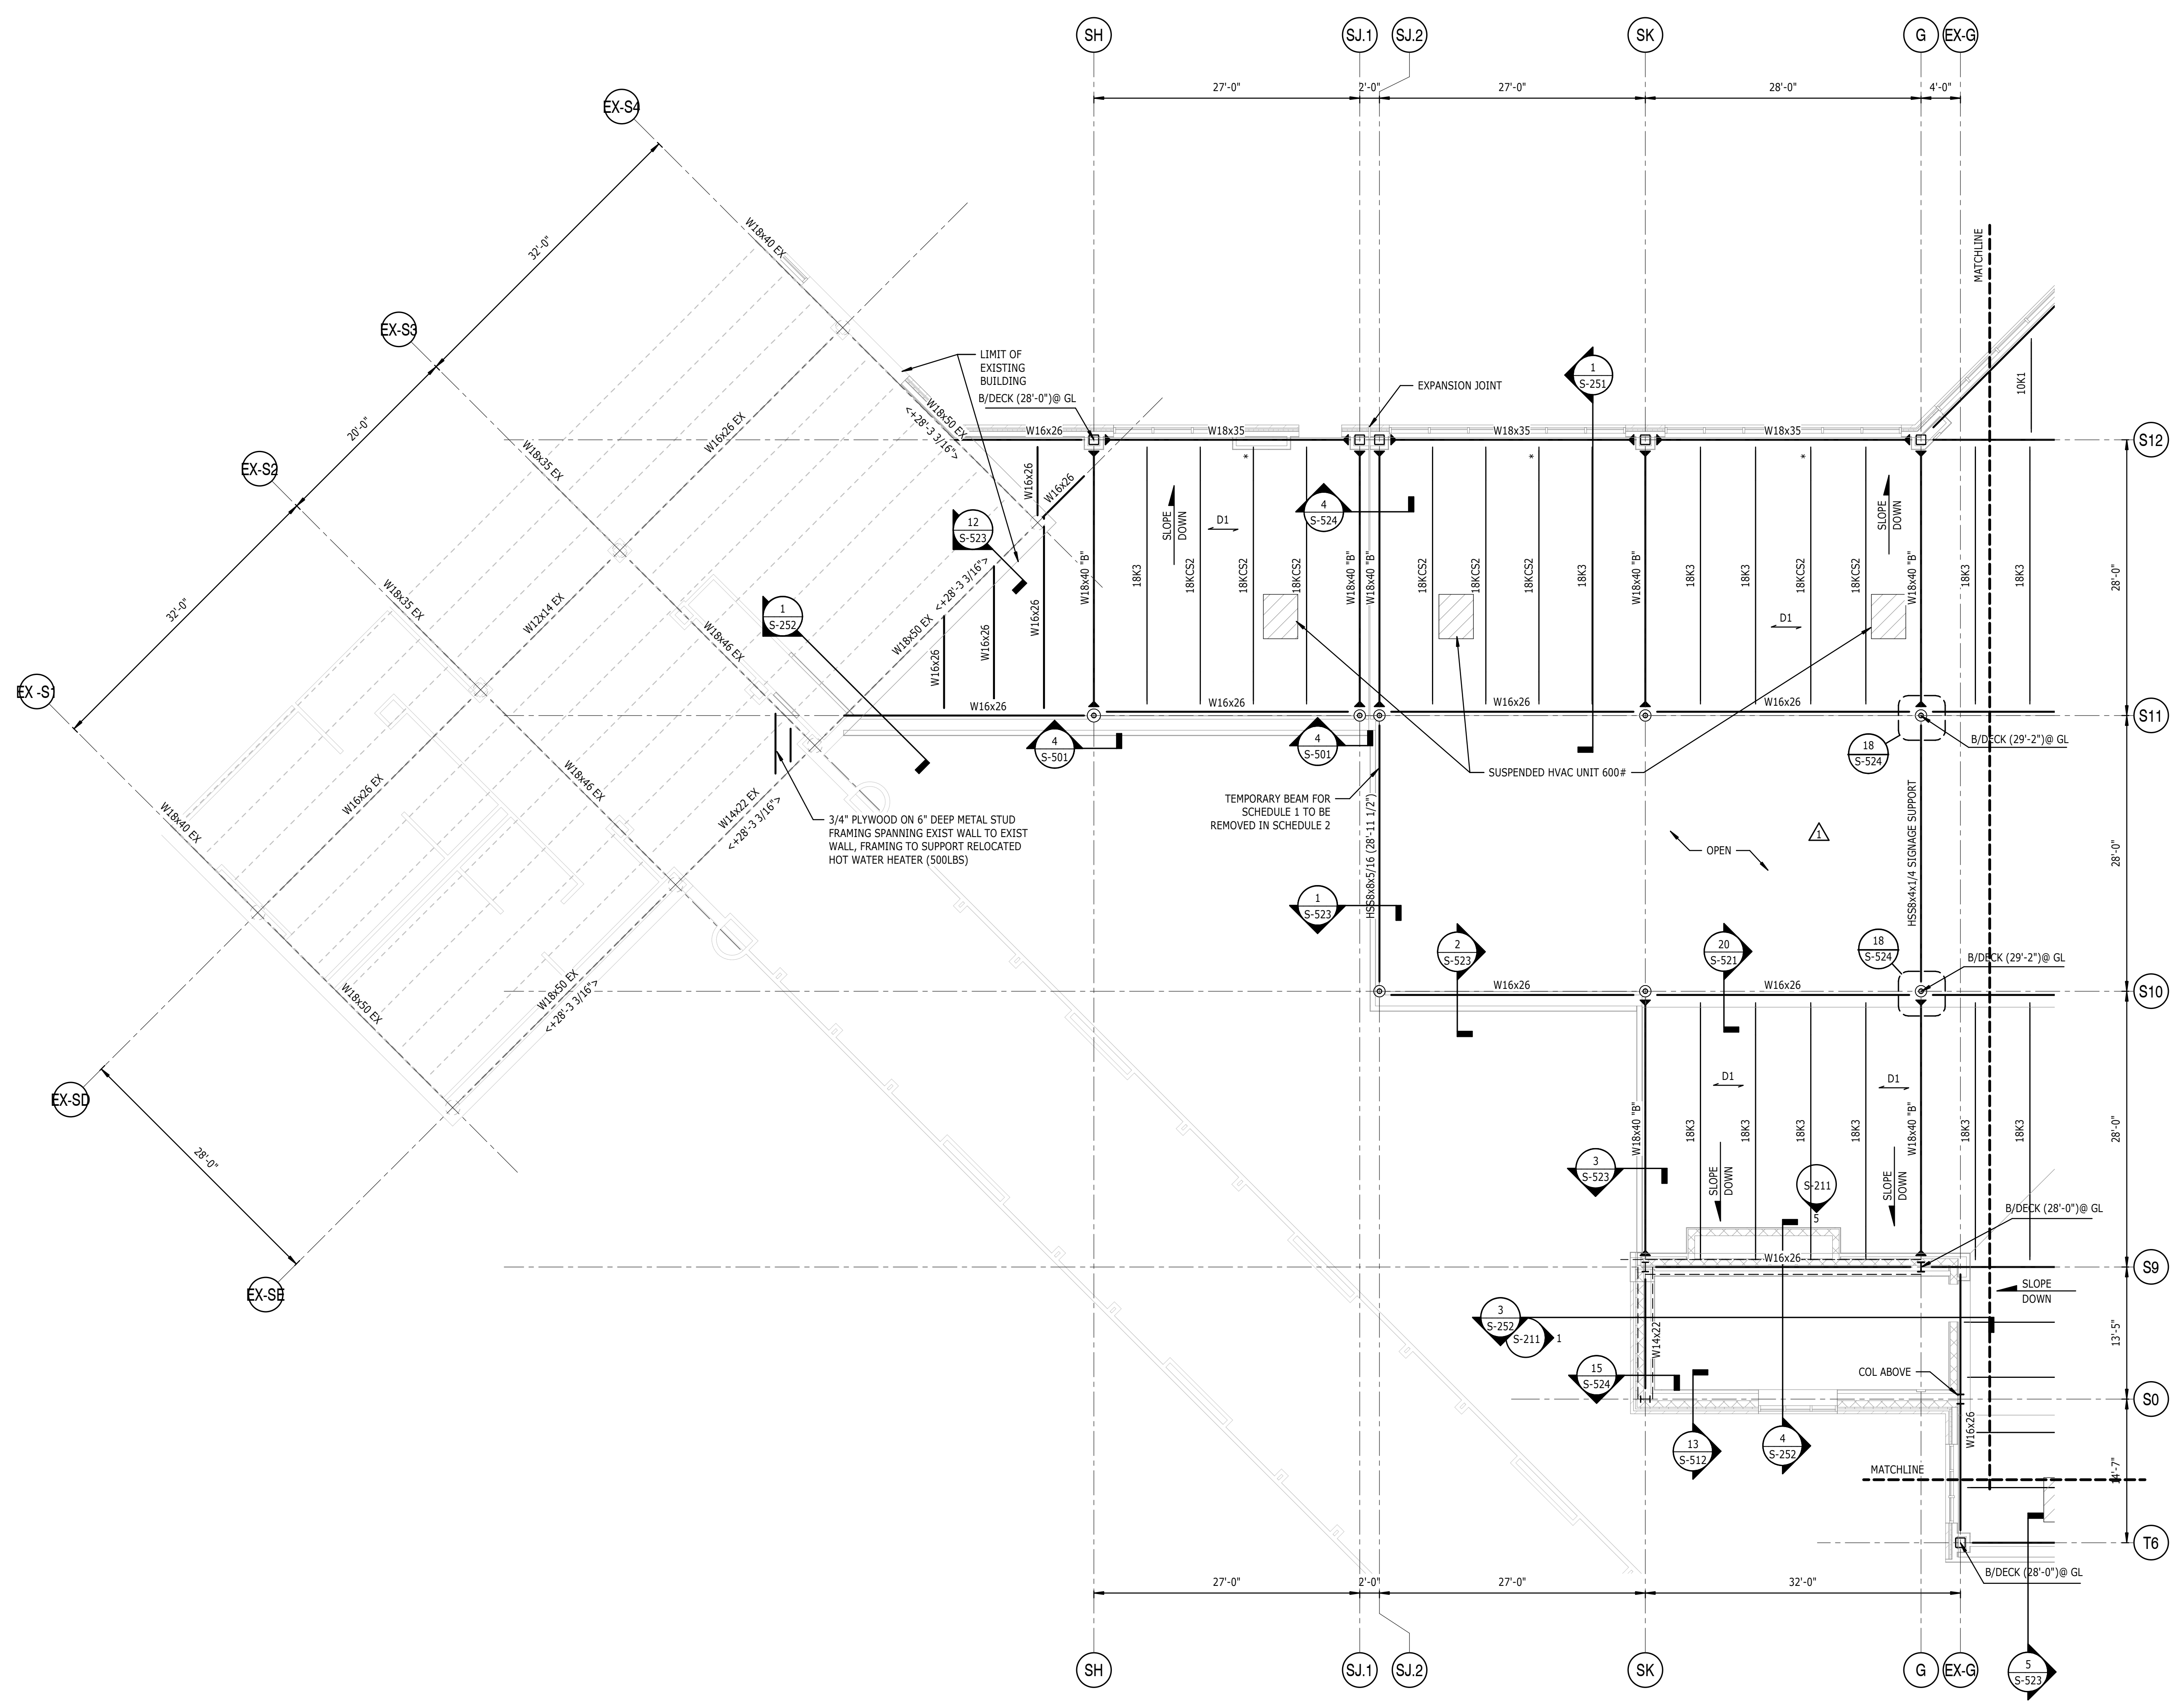 SH
SJ.1
SJ.2
SK
G
EX-G
27'-0"
2'-0"
27'-0"
28'-0"
4'-0"
EX-S4
EX-S3
EX-S2
EX -S1
EX-SD
EX-SE
32'-0"
20'-0"
32'-0"
28'-0"
W18x40 EX
W16x26 EX
W18x35 EX
W18x50 EX
<+28'-3 3/16">
W18x35 EX
W12x14 EX
W18x46 EX
W18x50 EX
<+28'-3 3/16">
W16x26 EX
W18x46 EX
W14x22 EX
<+28'-3 3/16">
W18x40 EX
W18x50 EX
W18x50 EX
<+28'-3 3/16">
LIMIT OF
EXISTING
BUILDING
B/DECK (28'-0")@ GL
EXPANSION JOINT
1
S-251
MATCHLINE
10K1
W16x26
W18x35
W18x35
W18x35
S12
*
*
*
W16x26
W16x26
12
S-523
1
S-252
W16x26
W16x26
W16x26
W18x40 "B"
18K3
18KCS2
18KCS2
18KCS2
W18x40 "B"
W18x40 "B"
18KCS2
18KCS2
18KCS2
18K3
W18x40 "B"
18K3
18K3
18KCS2
18KCS2
W18x40 "B"
18K3
18K3
SLOPE
DOWN
D1
4
S-524
SLOPE
DOWN
D1
28'-0"
W16x26
W16x26
W16x26
W16x26
S11
4
S-501
4
S-501
18
S-524
B/DECK (29'-2")@ GL
SUSPENDED HVAC UNIT 600#
TEMPORARY BEAM FOR
SCHEDULE 1 TO BE
REMOVED IN SCHEDULE 2
3/4" PLYWOOD ON 6" DEEP METAL STUD
FRAMING SPANNING EXIST WALL TO EXIST
WALL, FRAMING TO SUPPORT RELOCATED
HOT WATER HEATER (500LBS)
HSS8x8x5/16 (28'-11 1/2")
HSS8x4x1/4 SIGNAGE SUPPORT
OPEN
1
28'-0"
1
S-523
2
S-523
20
S-521
18
S-524
B/DECK (29'-2")@ GL
W16x26
W16x26
S10
D1
D1
W18x40 "B"
18K3
18K3
18K3
18K3
W18x40 "B"
18K3
18K3
28'-0"
3
S-523
SLOPE
DOWN
S-211
5
SLOPE
DOWN
B/DECK (28'-0")@ GL
W16x26
S9
SLOPE
DOWN
3
S-252
S-211
1
W14x22
13'-5"
15
S-524
COL ABOVE
S0
W16x26
13
S-512
4
S-252
MATCHLINE
14'-7"
T6
B/DECK (28'-0")@ GL
27'-0"
2'-0"
27'-0"
32'-0"
SH
SJ.1
SJ.2
SK
G
EX-G
5
S-523